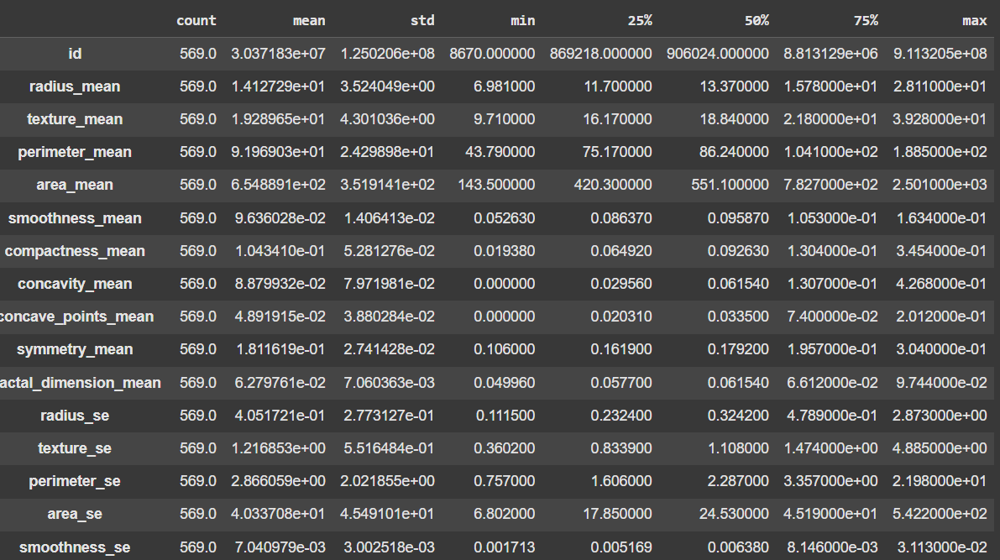 count mean std min 25% 50% 75% max
id 569.0 3.037183e+07 1.250206e+08 8670.000000 869218.000000 906024.000000 8.813129e+06 9.113205e+08
radius_mean 569.0 1.412729e+01 3.524049e+00 6.981000 11.700000 13.370000 1.578000e+01 2.811000e+01
texture_mean 569.0 1.928965e+01 4.301036e+00 9.710000 16.170000 18.840000 2.180000e+01 3.928000e+01
perimeter_mean 569.0 9.196903e+01 2.429898e+01 43.790000 75.170000 86.240000 1.041000e+02 1.885000e+02
area_mean 569.0 6.548891e+02 3.519141e+02 143.500000 420.300000 551.100000 7.827000e+02 2.501000e+03
smoothness_mean 569.0 9.636028e-02 1.406413e-02 0.052630 0.086370 0.095870 1.053000e-01 1.634000e-01
compactness_mean 569.0 1.043410e-01 5.281276e-02 0.019380 0.064920 0.092630 1.304000e-01 3.454000e-01
concavity_mean 569.0 8.879932e-02 7.971981e-02 0.000000 0.029560 0.061540 1.307000e-01 4.268000e-01
concave_points_mean 569.0 4.891915e-02 3.880284e-02 0.000000 0.020310 0.033500 7.400000e-02 2.012000e-01
symmetry_mean 569.0 1.811619e-01 2.741428e-02 0.106000 0.161900 0.179200 1.957000e-01 3.040000e-01
actal_dimension_mean 569.0 6.279761e-02 7.060363e-03 0.049960 0.057700 0.061540 6.612000e-02 9.744000e-02
radius_se 569.0 4.051721e-01 2.773127e-01 0.111500 0.232400 0.324200 4.789000e-01 2.873000e+00
texture_se 569.0 1.216853e+00 5.516484e-01 0.360200 0.833900 1.108000 1.474000e+00 4.885000e+00
perimeter_se 569.0 2.866059e+00 2.021855e+00 0.757000 1.606000 2.287000 3.357000e+00 2.198000e+01
area_se 569.0 4.033708e+01 4.549101e+01 6.802000 17.850000 24.530000 4.519000e+01 5.422000e+02
smoothness_se 569.0 7.040979e-03 3.002518e-03 0.001713 0.005169 0.006380 8.146000e-03 3.113000e-02